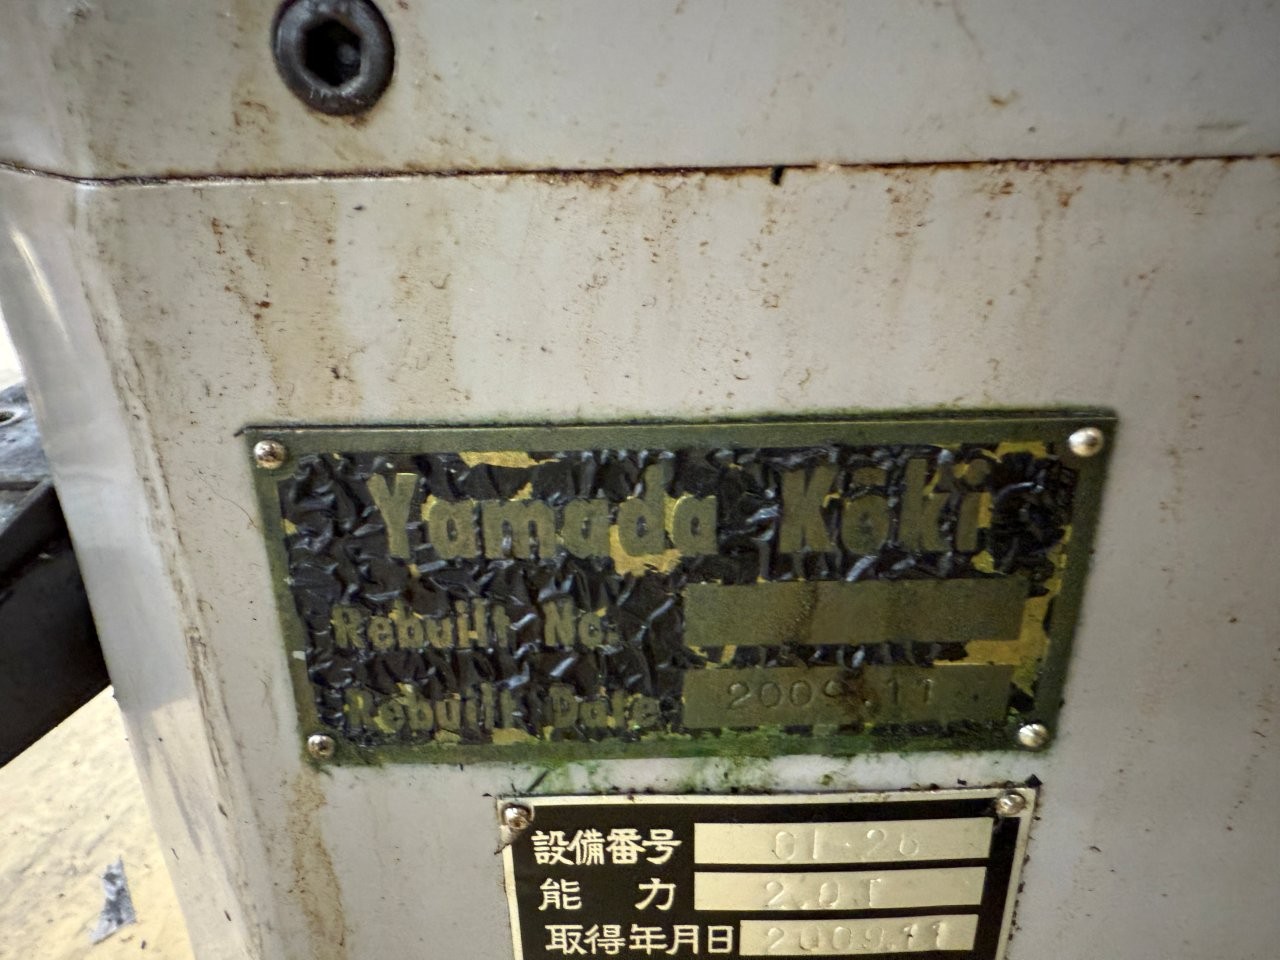 Yamada Kōki
Rebuilt No.
Rebuilt Date 2009.11
設備番号
能 力 2.0T
取得年月日 2009.11